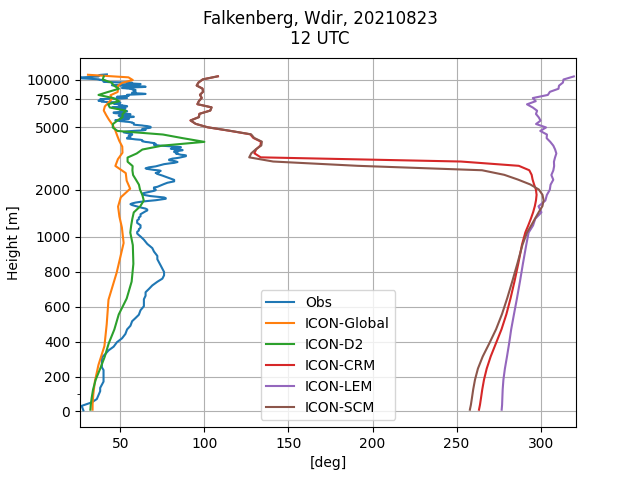 Falkenberg, Wdir, 20210823
12 UTC
Height [m]
10000
7500
5000
2000
1000
800
600
400
200
0
50
100
150
200
250
300
[deg]
Obs
ICON-Global
ICON-D2
ICON-CRM
ICON-LEM
ICON-SCM